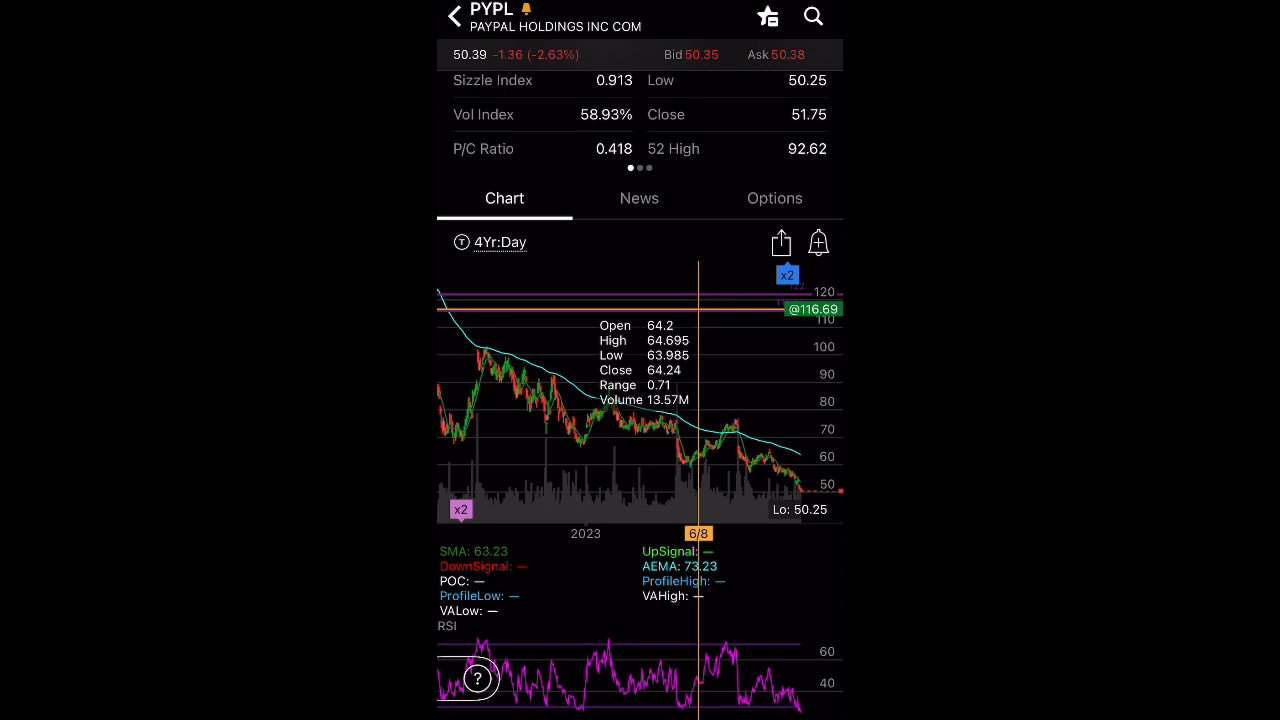 PYPL
PAYPAL HOLDINGS INC COM
50.39 -1.36 (-2.63%) Bid 50.35 Ask 50.38
Sizzle Index 0.913 Low 50.25
Vol Index 58.93% Close 51.75
P/C Ratio 0.418 52 High 92.62
Chart News Options
T 4Yr:Day
x2
120
@116.69
110
Open 64.2
High 64.695
100
Low 63.985
Close 64.24
90
Range 0.71
Volume 13.57M
80
70
60
50
x2 Lo: 50.25
2023 6/8
SMA: 63.23 UpSignal: —
DownSignal: — AEMA: 73.23
POC: — ProfileHigh: —
ProfileLow: — VAHigh: —
VALow: —
RSI
60
? 40